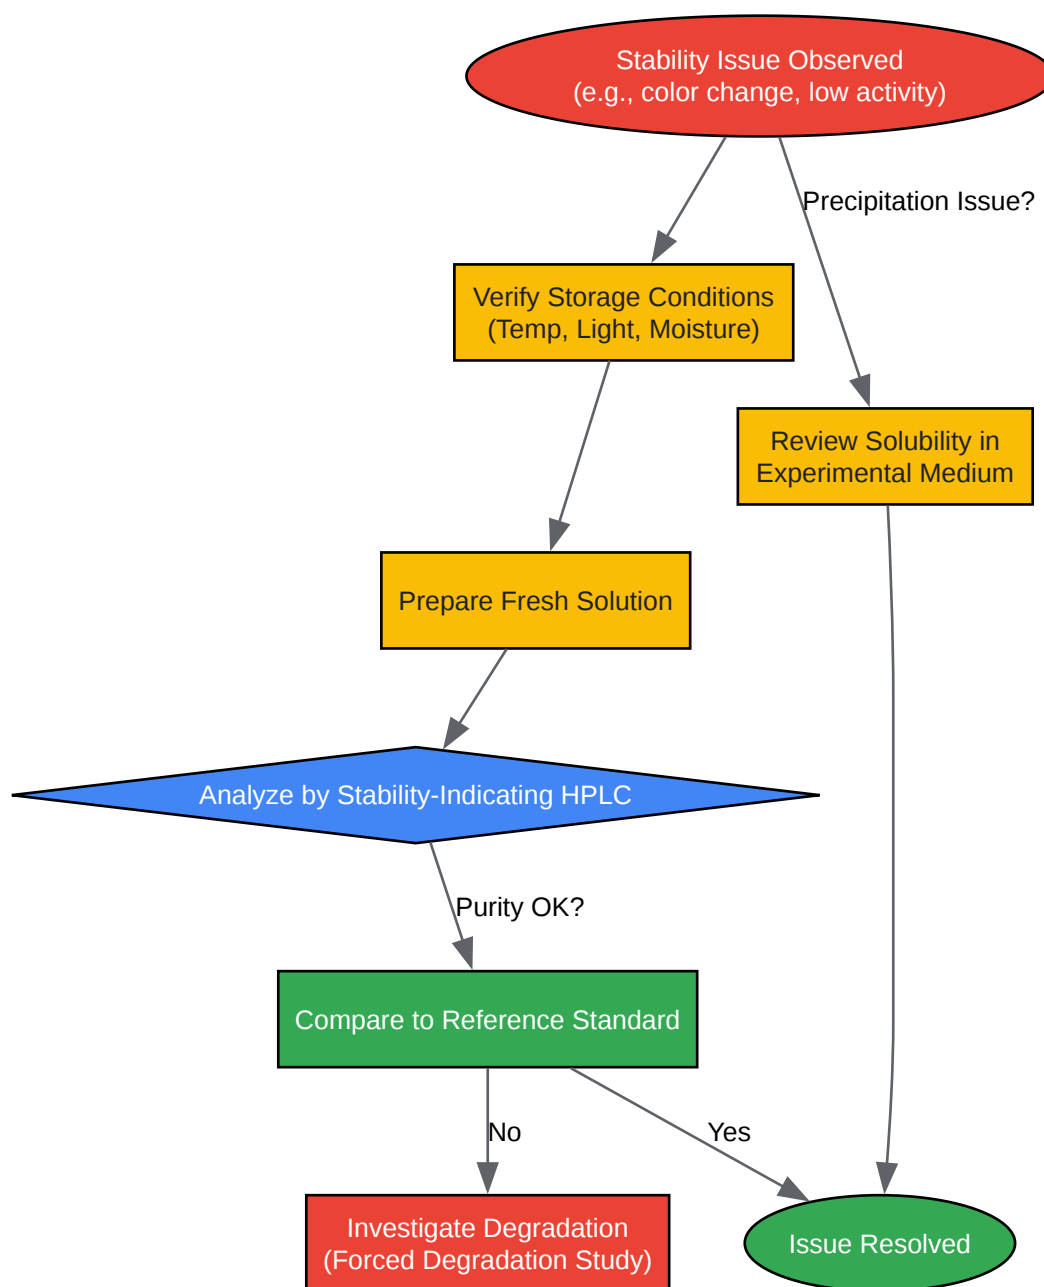 Stability Issue Observed
(e.g., color change, low activity)
Precipitation Issue?
Verify Storage Conditions
(Temp, Light, Moisture)
Review Solubility in
Experimental Medium
Prepare Fresh Solution
Analyze by Stability-Indicating HPLC
Purity OK?
Compare to Reference Standard
No
Yes
Investigate Degradation
(Forced Degradation Study)
Issue Resolved